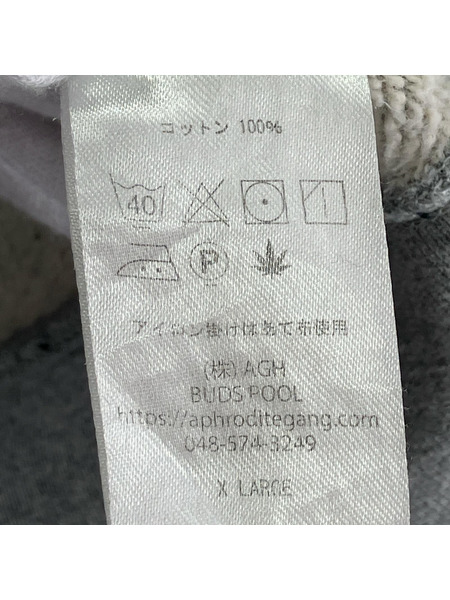 コットン 100%
40
P
アイロン掛けはあて布使用
(株) AGH
BUDS POOL
https://aphroditegang.com
048-574-3249
X LARGE